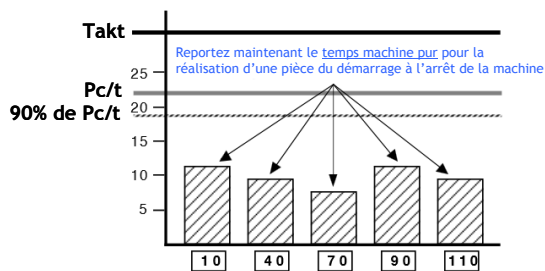 Takt
Reportez maintenant le temps machine pur pour la
réalisation d'une pièce du démarrage à l'arrêt de la machine
25
Pc/t
20
90% de Pc/t
15
10
5
10 40 70 90 110